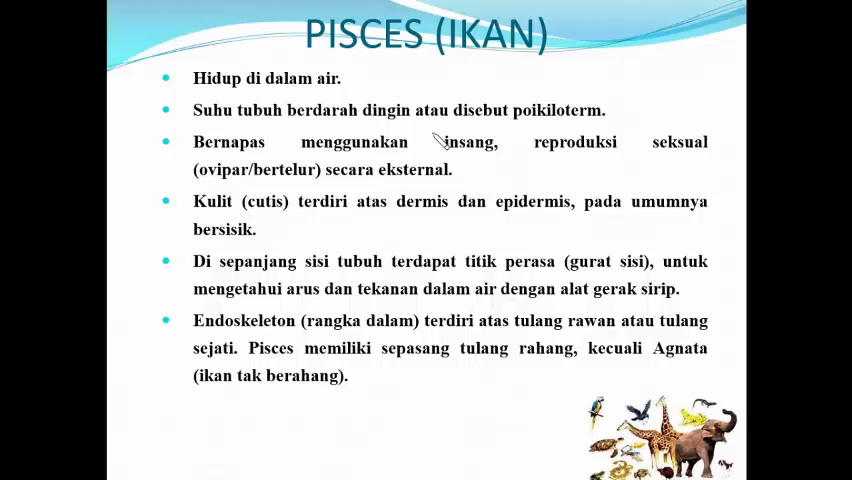 PISCES (IKAN)
Hidup di dalam air.
Suhu tubuh berdarah dingin atau disebut poikiloterm.
Bernapas menggunakan insang, reproduksi seksual
(ovipar/bertelur) secara eksternal.
Kulit (cutis) terdiri atas dermis dan epidermis, pada umumnya
bersisik.
Di sepanjang sisi tubuh terdapat titik perasa (gurat sisi), untuk
mengetahui arus dan tekanan dalam air dengan alat gerak sirip.
Endoskeleton (rangka dalam) terdiri atas tulang rawan atau tulang
sejati. Pisces memiliki sepasang tulang rahang, kecuali Agnata
(ikan tak berahang).